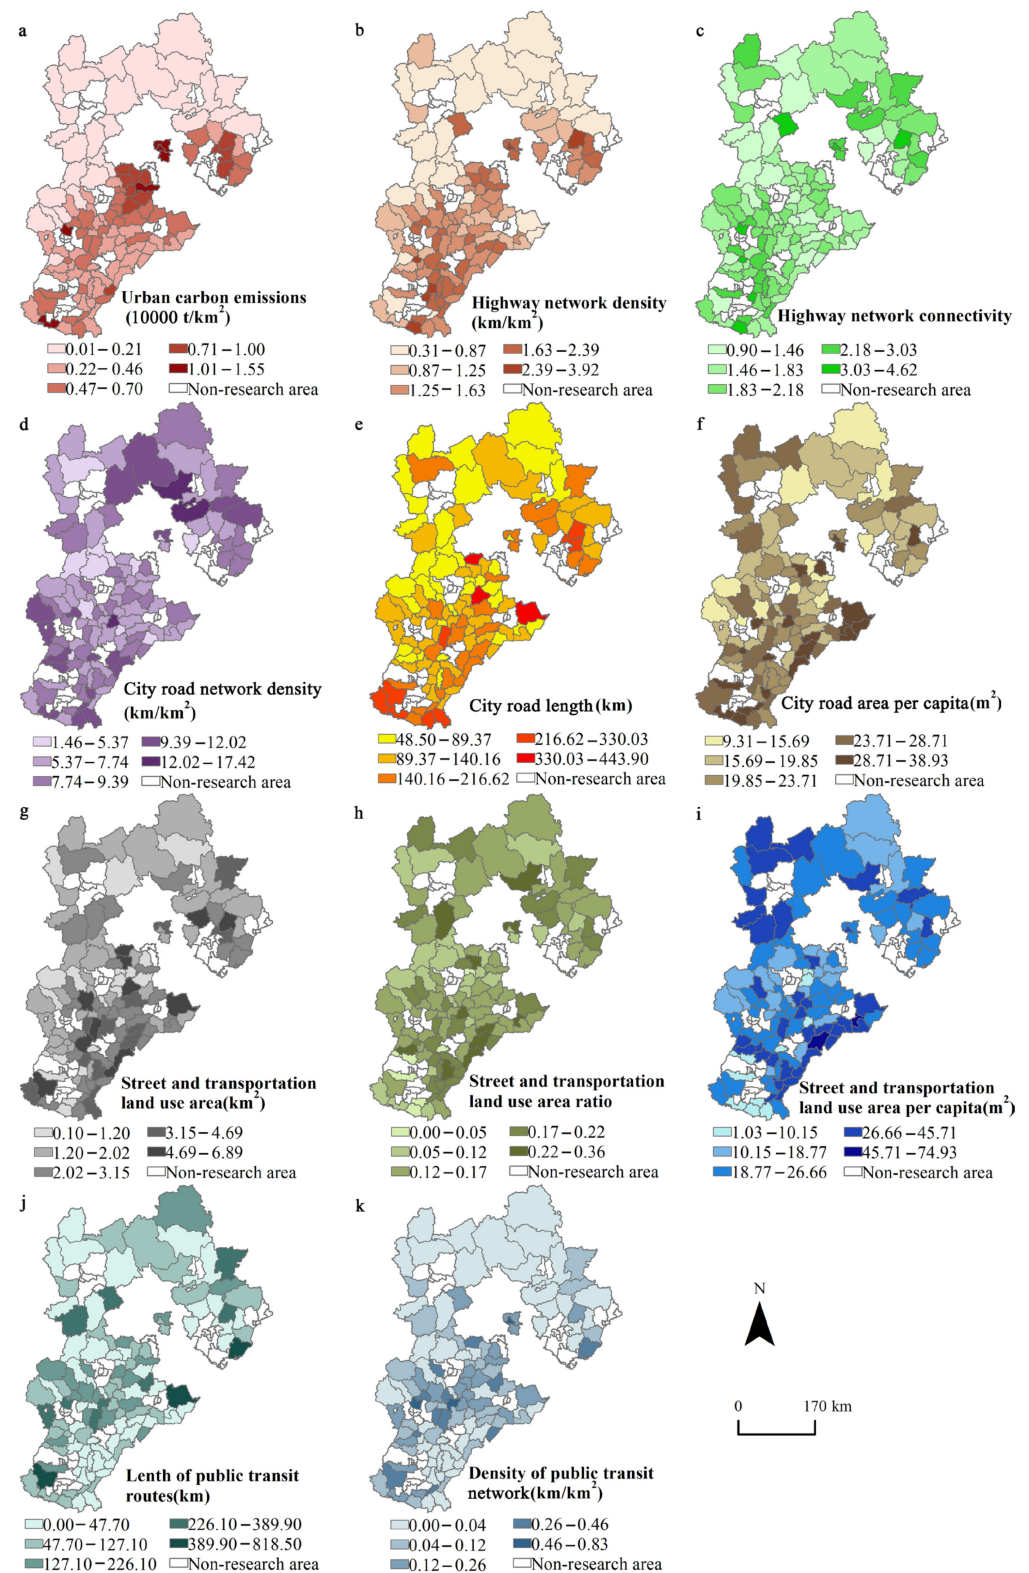 a
b
c
Urban carbon emissions
(10000 t/km²)
Highway network density
(km/km²)
Highway network connectivity
0.01−0.21 0.71−1.00
0.22−0.46 1.01−1.55
0.47−0.70 Non-research area
0.31−0.87 1.63−2.39
0.87−1.25 2.39−3.92
1.25−1.63 Non-research area
0.90−1.46 2.18−3.03
1.46−1.83 3.03−4.62
1.83−2.18 Non-research area
d
e
f
City road network density
(km/km²)
City road length(km)
City road area per capita(m²)
1.46−5.37 9.39−12.02
5.37−7.74 12.02−17.42
7.74−9.39 Non-research area
48.50−89.37 216.62−330.03
89.37−140.16 330.03−443.90
140.16−216.62 Non-research area
9.31−15.69 23.71−28.71
15.69−19.85 28.71−38.93
19.85−23.71 Non-research area
g
h
i
Street and transportation
land use area(km²)
Street and transportation
land use area ratio
Street and transportation
land use area per capita(m²)
0.10−1.20 3.15−4.69
1.20−2.02 4.69−6.89
2.02−3.15 Non-research area
0.00−0.05 0.17−0.22
0.05−0.12 0.22−0.36
0.12−0.17 Non-research area
1.03−10.15 26.66−45.71
10.15−18.77 45.71−74.93
18.77−26.66 Non-research area
j
k
Lenth of public transit
routes(km)
Density of public transit
network(km/km²)
0.00−47.70 226.10−389.90
47.70−127.10 389.90−818.50
127.10−226.10 Non-research area
0.00−0.04 0.26−0.46
0.04−0.12 0.46−0.83
0.12−0.26 Non-research area
N
0 170 km